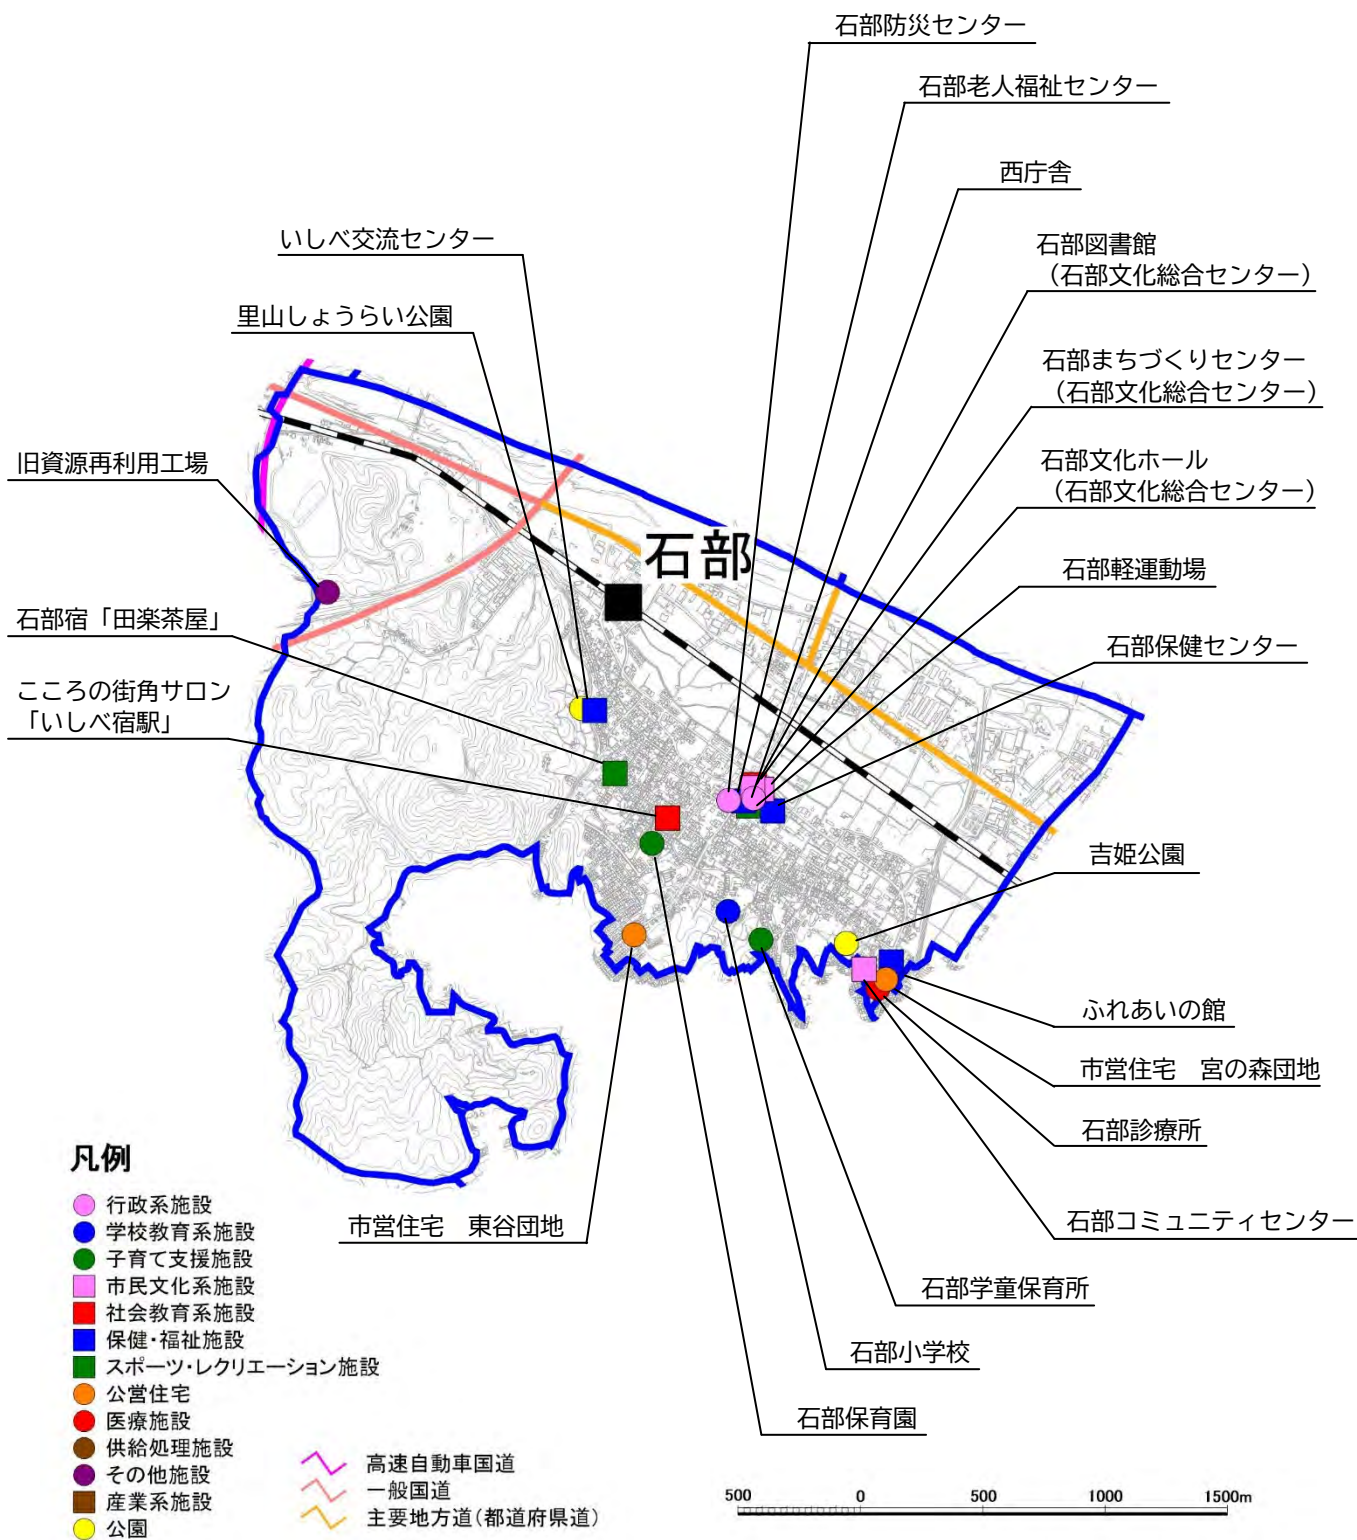 石部防災センター
石部老人福祉センター
西庁舎
いしべ交流センター
石部図書館
（石部文化総合センター）
里山しょうらい公園
石部まちづくりセンター
（石部文化総合センター）
旧資源再利用工場
石部文化ホール
（石部文化総合センター）
石部
石部軽運動場
石部宿「田楽茶屋」
石部保健センター
こころの街角サロン
「いしべ宿駅」
吉姫公園
ふれあいの館
市営住宅　宮の森団地
石部診療所
石部コミュニティセンター
市営住宅　東谷団地
石部学童保育所
石部小学校
石部保育園
凡例
行政系施設
学校教育系施設
子育て支援施設
市民文化系施設
社会教育系施設
保健・福祉施設
スポーツ・レクリエーション施設
公営住宅
医療施設
供給処理施設
その他施設
産業系施設
公園
高速自動車国道
一般国道
主要地方道（都道府県道）
500 0 500 1000 1500m